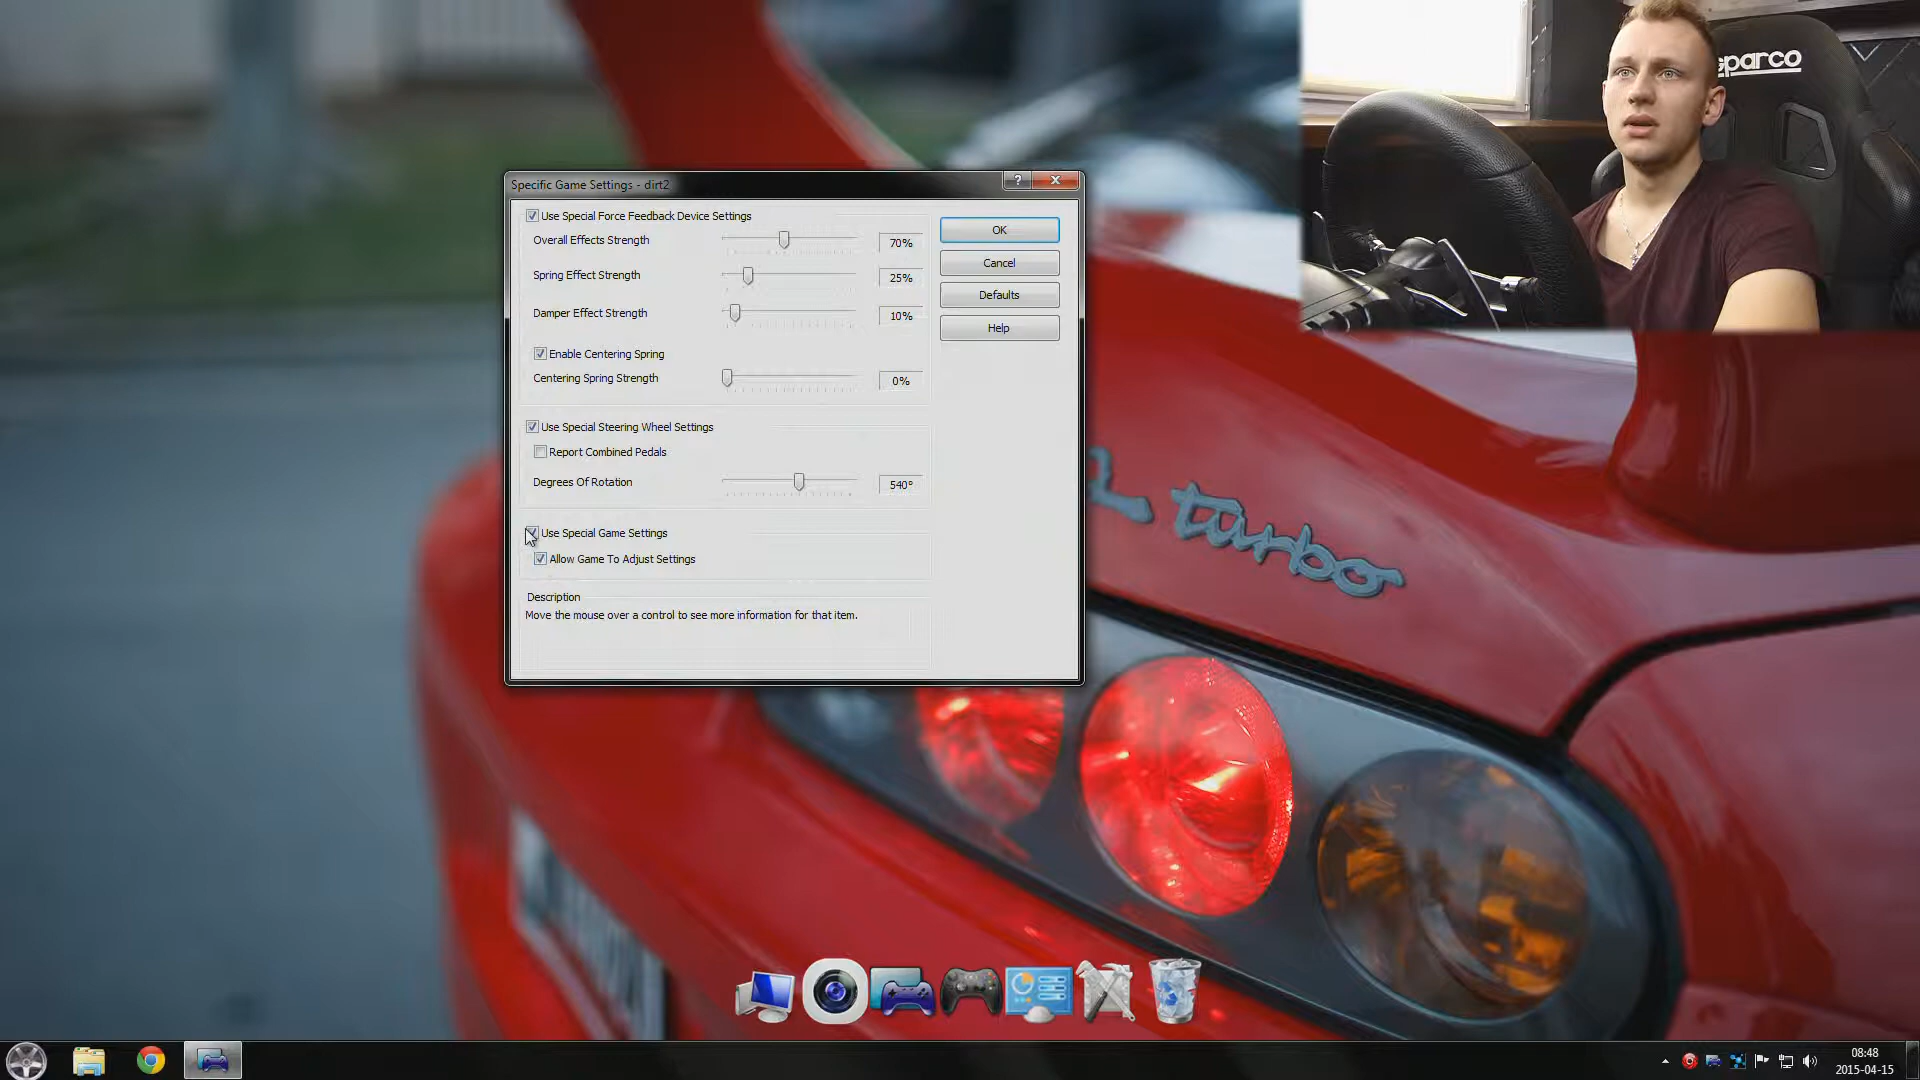 sparco
Specific Game Settings - dirt2
?
Use Special Force Feedback Device Settings
Overall Effects Strength
70%
Spring Effect Strength
25%
Damper Effect Strength
10%
Enable Centering Spring
Centering Spring Strength
0%
Use Special Steering Wheel Settings
Report Combined Pedals
Degrees Of Rotation
540°
Use Special Game Settings
Allow Game To Adjust Settings
Description
Move the mouse over a control to see more information for that item.
OK
Cancel
Defaults
Help
turbo
08:48
2015-04-15